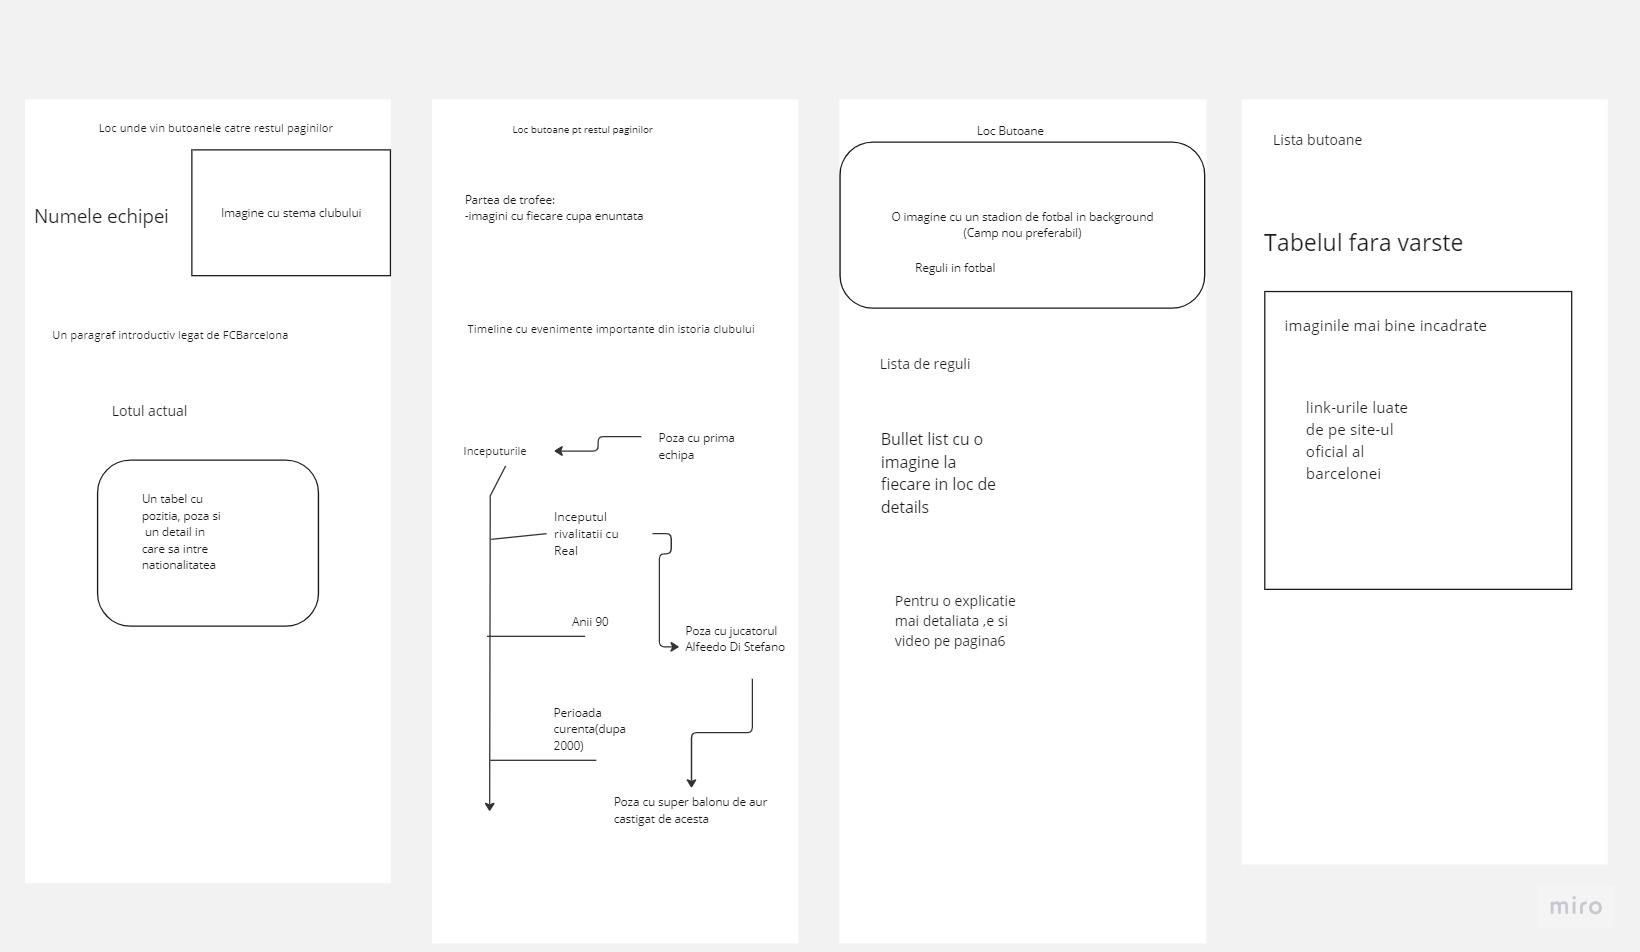 Loc unde vin butoanele catre restul paginilor
Numele echipei
Imagine cu stema clubului
Un paragraf introductiv legat de FCBarcelona
Lotul actual
Un tabel cu
pozitia, poza si
un detail in
care sa intre
nationalitatea
Loc butoane pt restul paginilor
Partea de trofee:
-imagini cu fiecare cupa enuntata
Timeline cu evenimente importante din istoria clubului
Inceputurile
Poza cu prima
echipa
Inceputul
rivalitatii cu
Real
Anii 90
Poza cu jucatorul
Alfeedo Di Stefano
Perioada
curenta(dupa
2000)
Poza cu super balonu de aur
castigat de acesta
Loc Butoane
O imagine cu un stadion de fotbal in background
(Camp nou preferabil)
Reguli in fotbal
Lista de reguli
Bullet list cu o
imagine la
fiecare in loc de
details
Pentru o explicatie
mai detaliata ,e si
video pe pagina6
Lista butoane
Tabelul fara varste
imaginile mai bine incadrate
link-urile luate
de pe site-ul
oficial al
barcelonei
miro